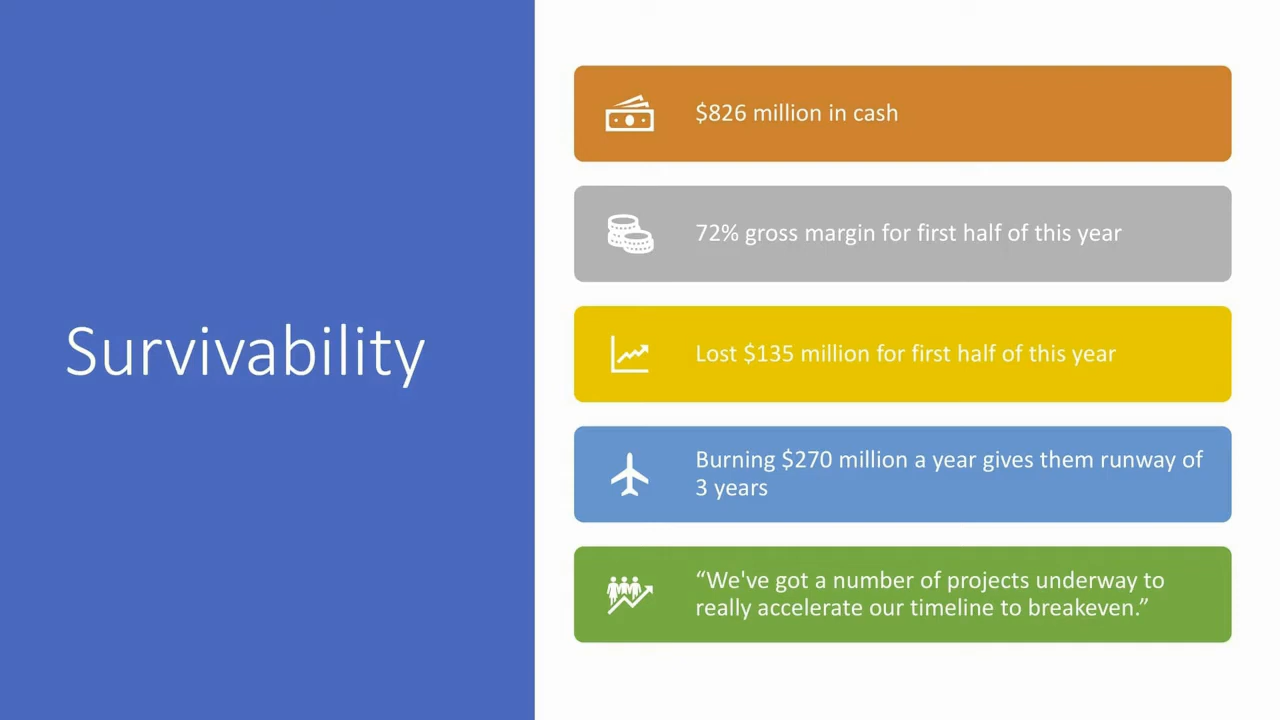 Survivability
$826 million in cash
72% gross margin for first half of this year
Lost $135 million for first half of this year
Burning $270 million a year gives them runway of
3 years
“We've got a number of projects underway to
really accelerate our timeline to breakeven.”